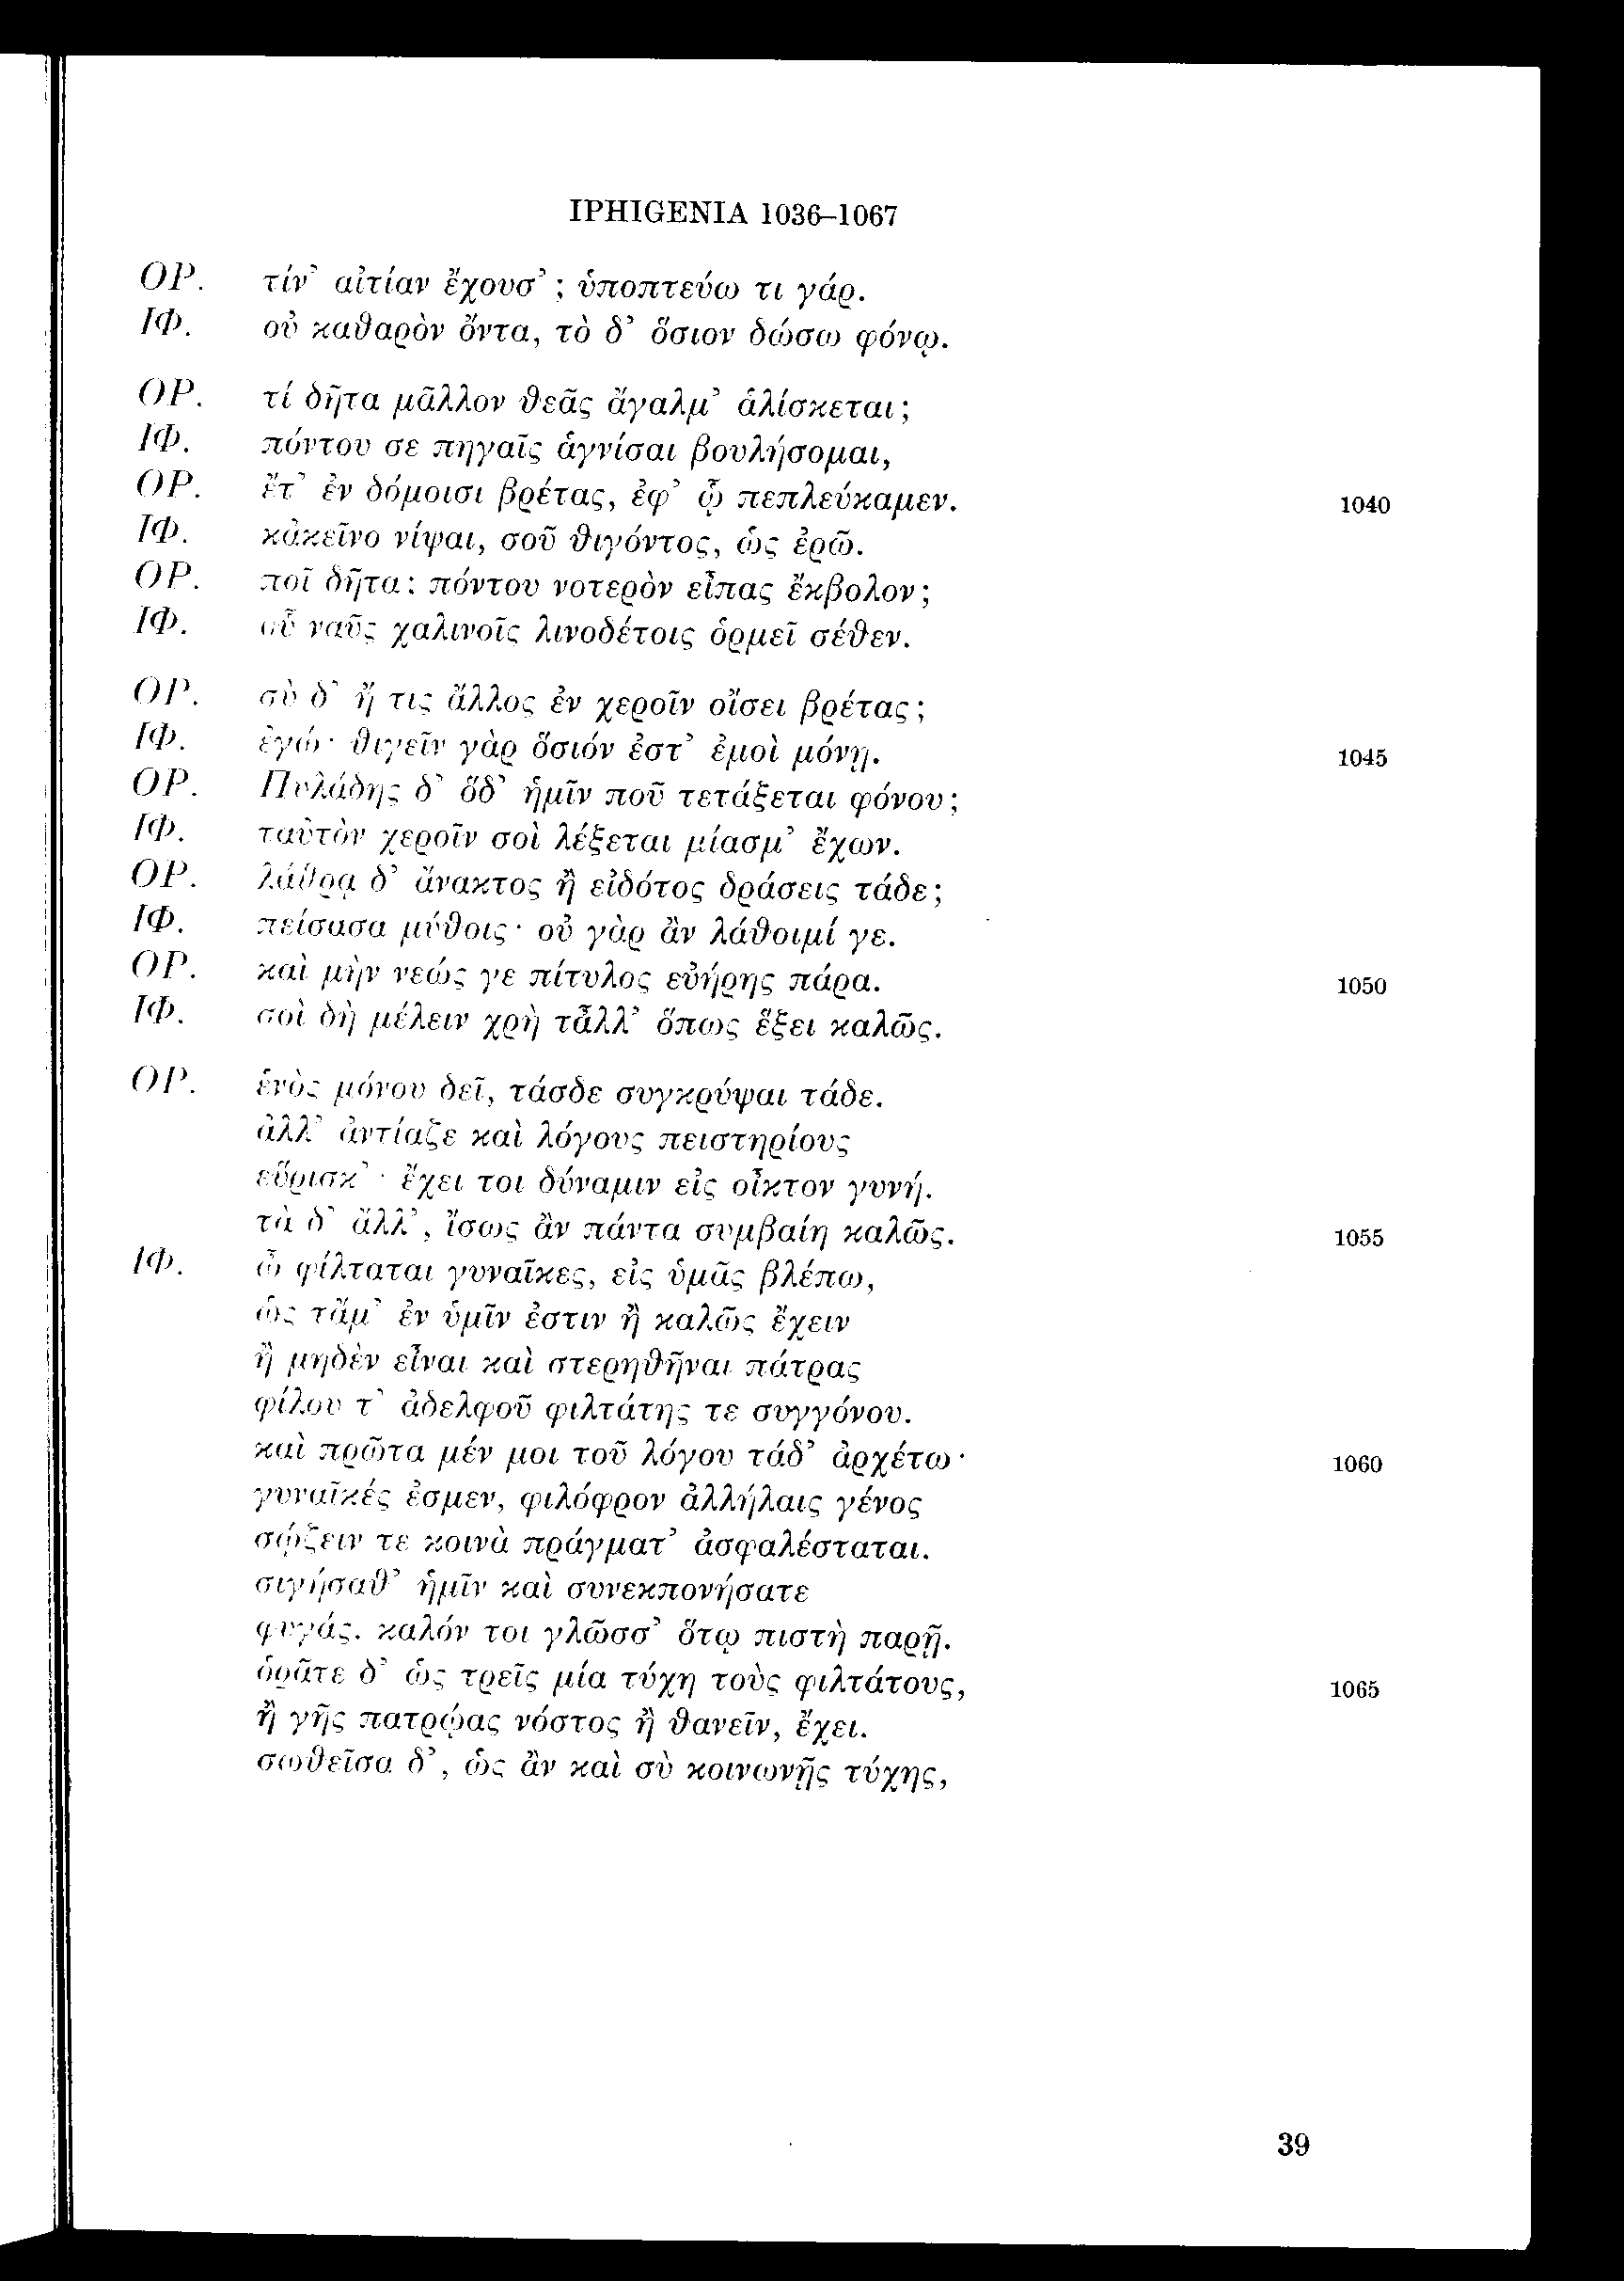 IPHIGENIA 1036–1067
ΟΡ. τίν’ αἰτίαν ἔχουσ’ ; ὑποπτεύω τι γάρ.
ΙΦ. οὐ καθαρὸν ὄντα, τὸ δ’ ὅσιον δώσω φόνῳ.
ΟΡ. τί δῆτα μᾶλλον θεᾶς ἄγαλμ’ ἁλίσκεται;
ΙΦ. πόντου σε πηγαῖς ἁγνίσαι βουλήσομαι,
ΟΡ. ἔτ’ ἐν δόμοισι βρέτας, ἐφ’ ᾧ πεπλεύκαμεν. 1040
ΙΦ. κἀκεῖνο νίψαι, σοῦ θιγόντος, ὡς ἐρῶ.
ΟΡ. ποῖ δῆτα; πόντου νοτερὸν εἶπας ἔκβολον;
ΙΦ. οὗ ναῦς χαλινοῖς λινοδέτοις ὁρμεῖ σέθεν.
ΟΡ. σὺ δ’ ἤ τις ἄλλος ἐν χεροῖν οἴσει βρέτας;
ΙΦ. ἐγώ· θιγεῖν γὰρ ὅσιόν ἐστ’ ἐμοὶ μόνῃ. 1045
ΟΡ. Πυλάδης δ’ ὅδ’ ἡμῖν ποῦ τετάξεται φόνου;
ΙΦ. ταὐτὸν χεροῖν σοὶ λέξεται μίασμ’ ἔχων.
ΟΡ. λάθρᾳ δ’ ἄνακτος ἢ εἰδότος δράσεις τάδε;
ΙΦ. πείσασα μύθοις· οὐ γὰρ ἂν λάθοιμί γε.
ΟΡ. καὶ μὴν νεώς γε πίτυλος εὐήρης πάρα. 1050
ΙΦ. σοὶ δὴ μέλειν χρὴ τἆλλ’ ὅπως ἕξει καλῶς.
ΟΡ. ἑνὸς μόνου δεῖ, τάσδε συγκρύψαι τάδε.
ἀλλ’ ἀντίαζε καὶ λόγους πειστηρίους
εὕρισκ’ · ἔχει τοι δύναμιν εἰς οἶκτον γυνή.
τὰ δ’ ἄλλ’, ἴσως ἂν πάντα συμβαίη καλῶς. 1055
ΙΦ. ὦ φίλταται γυναῖκες, εἰς ὑμᾶς βλέπω,
ὡς τἄμ’ ἐν ὑμῖν ἐστιν ἢ καλῶς ἔχειν
ἢ μηδὲν εἶναι καὶ στερηθῆναι πάτρας
φίλου τ’ ἀδελφοῦ φιλτάτης τε συγγόνου.
καὶ πρῶτα μέν μοι τοῦ λόγου τάδ’ ἀρχέτω· 1060
γυναῖκές ἐσμεν, φιλόφρον ἀλλήλαις γένος
σῴζειν τε κοινὰ πράγματ’ ἀσφαλέσταται.
σιγήσαθ’ ἡμῖν καὶ συνεκπονήσατε
φυγάς. καλόν τοι γλῶσσ’ ὅτῳ πιστὴ παρῇ.
ὁρᾶτε δ’ ὡς τρεῖς μία τύχη τοὺς φιλτάτους, 1065
ἢ γῆς πατρῴας νόστος ἢ θανεῖν, ἔχει.
σωθεῖσα δ’, ὡς ἂν καὶ σὺ κοινωνῇς τύχης,
39